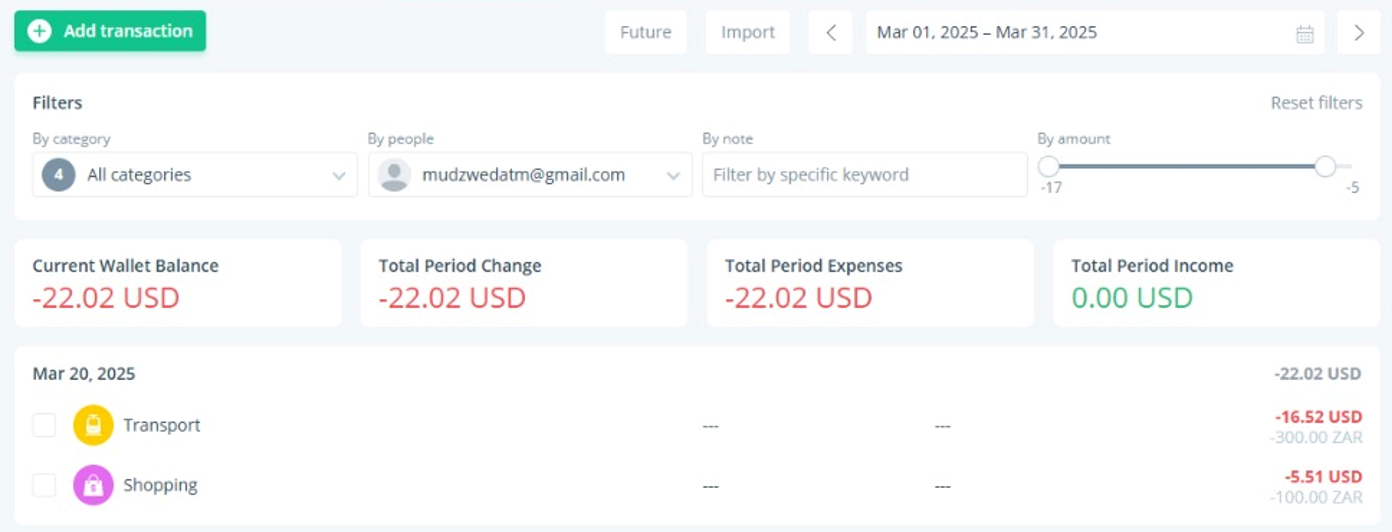 Add transaction
Future
Import
Mar 01, 2025 – Mar 31, 2025
Filters
Reset filters
By category
By people
By note
By amount
4 All categories
mudzwedatm@gmail.com
Filter by specific keyword
-17
-5
Current Wallet Balance
-22.02 USD
Total Period Change
-22.02 USD
Total Period Expenses
-22.02 USD
Total Period Income
0.00 USD
Mar 20, 2025 -22.02 USD
Transport --- --- -16.52 USD
-300.00 ZAR
Shopping --- --- -5.51 USD
-100.00 ZAR